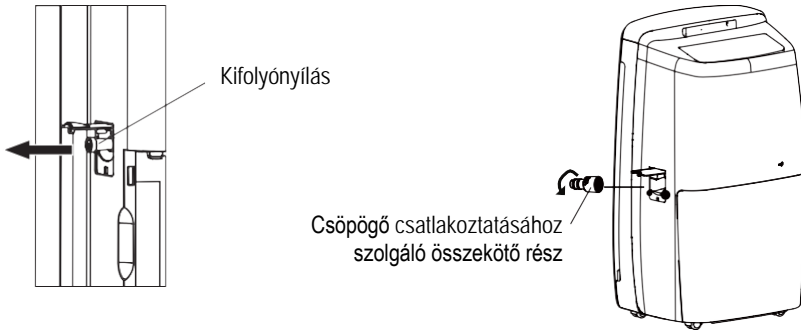 Kifolyónyílás
Csöpögő csatlakoztatásához
szolgáló összekötő rész